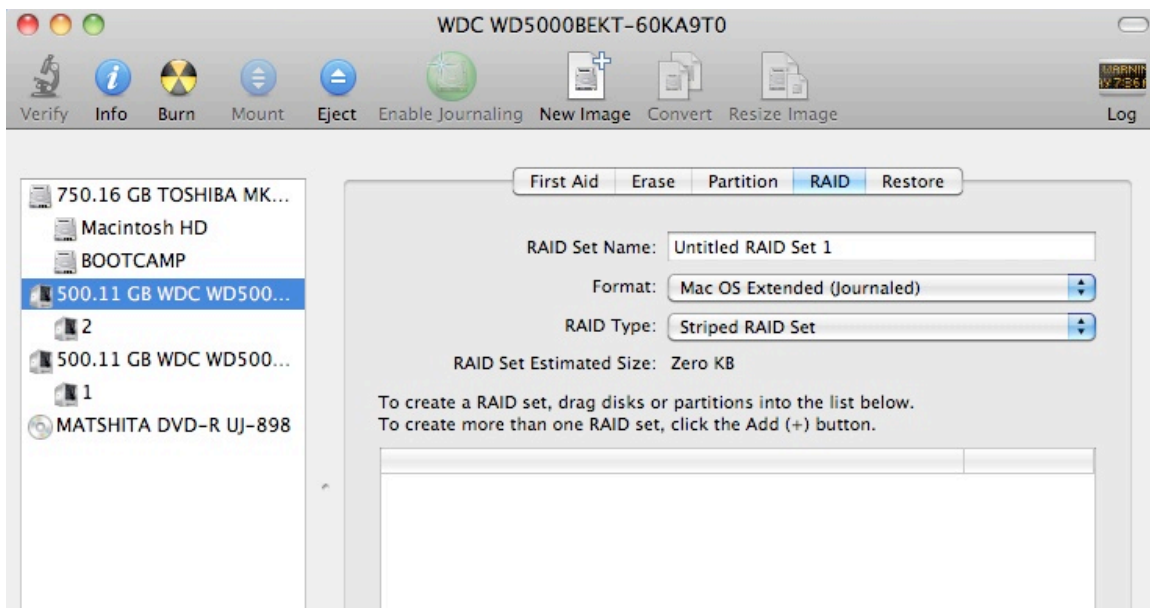 WDC WD5000BEKT-60KA9T0
Verify Info Burn Mount Eject Enable Journaling New Image Convert Resize Image Log
First Aid Erase Partition RAID Restore
750.16 GB TOSHIBA MK...
Macintosh HD
BOOTCAMP
500.11 GB WDC WD500...
2
500.11 GB WDC WD500...
1
MATSHITA DVD-R UJ-898
RAID Set Name: Untitled RAID Set 1
Format: Mac OS Extended (Journaled)
RAID Type: Striped RAID Set
RAID Set Estimated Size: Zero KB
To create a RAID set, drag disks or partitions into the list below.
To create more than one RAID set, click the Add (+) button.